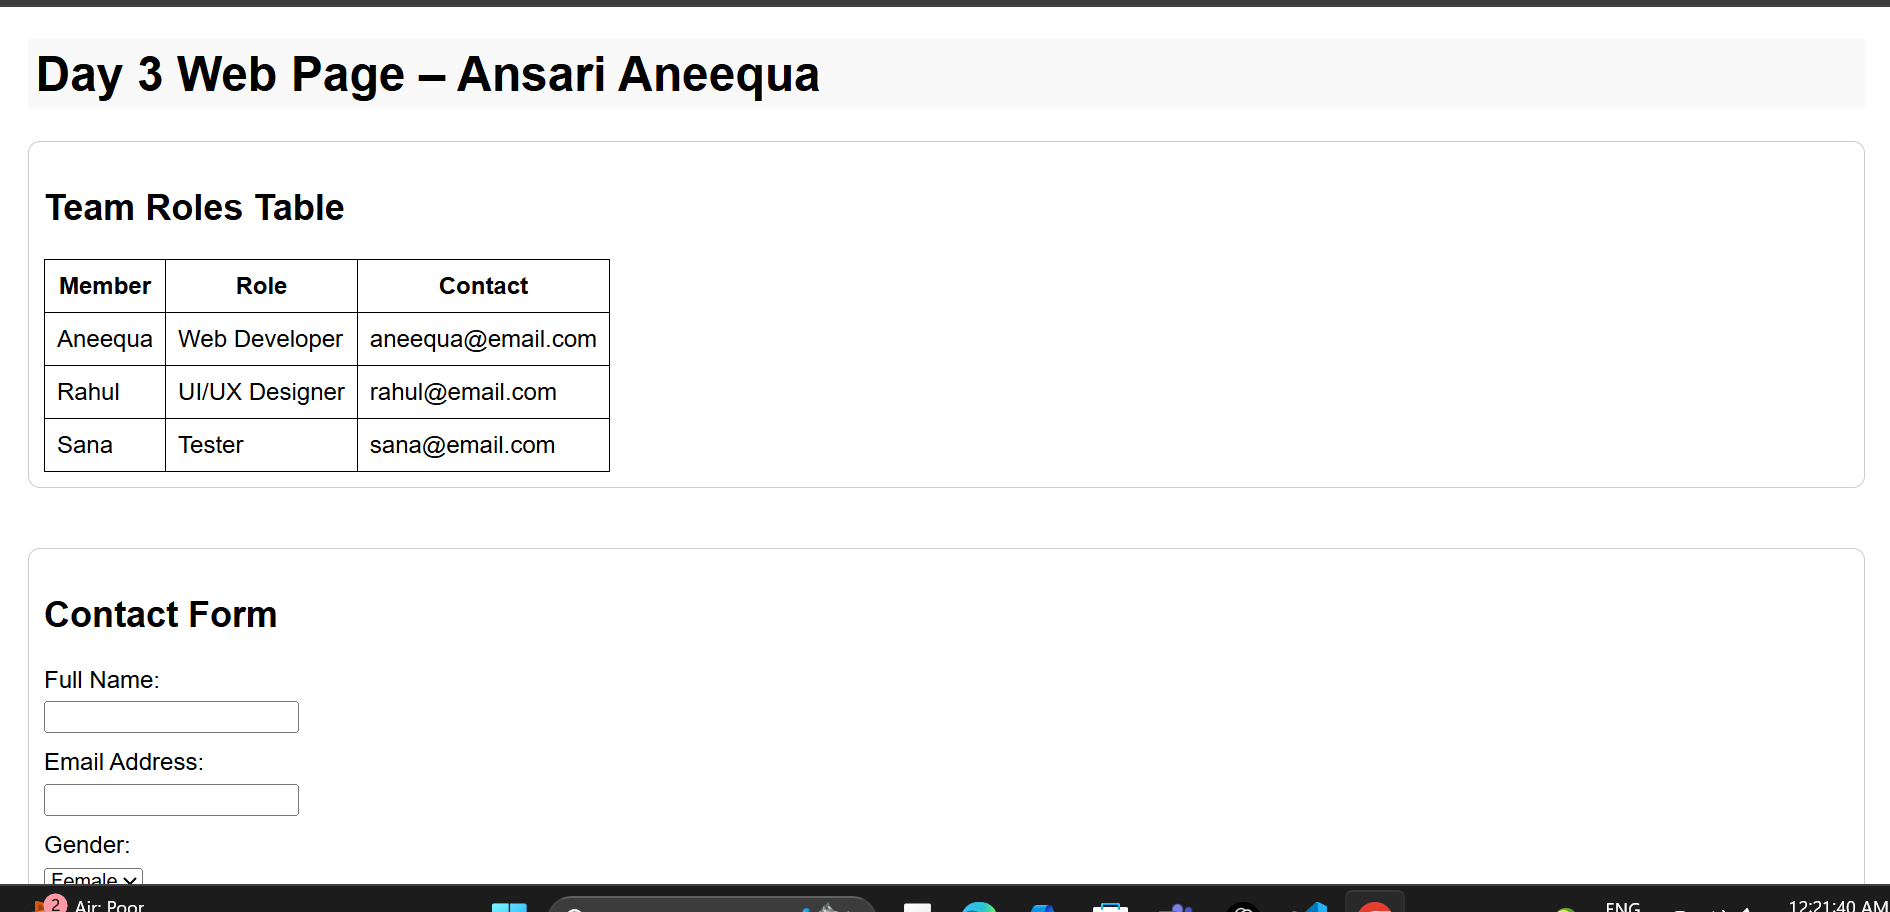 Day 3 Web Page – Ansari Aneequa
Team Roles Table
Member Role Contact
Aneequa Web Developer aneequa@email.com
Rahul UI/UX Designer rahul@email.com
Sana Tester sana@email.com
Contact Form
Full Name:
Email Address:
Gender:
Female
2 Air: Poor ENG 12:21:40 AM